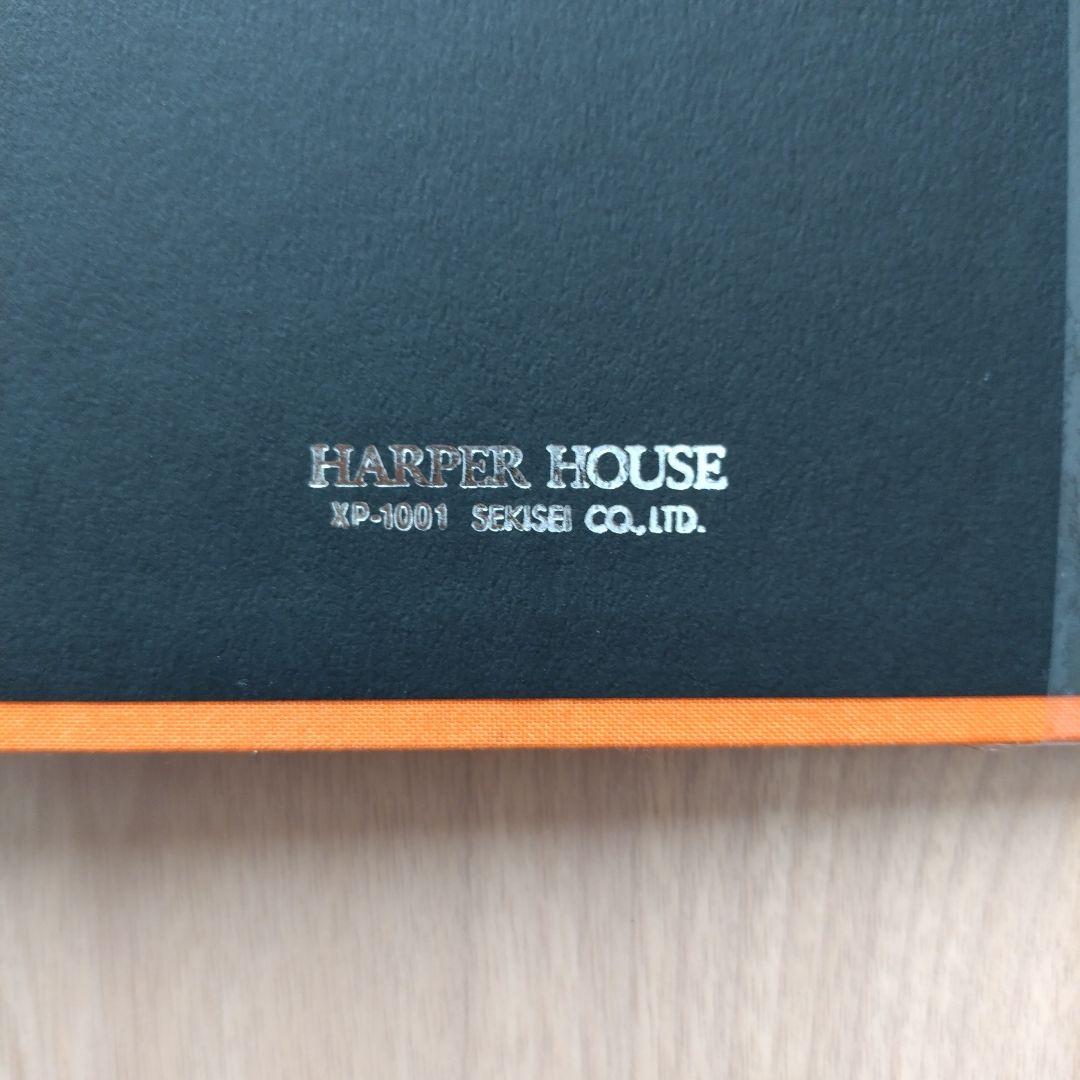 HARPER HOUSE
XP-1001 SEKISEI CO.,LTD.